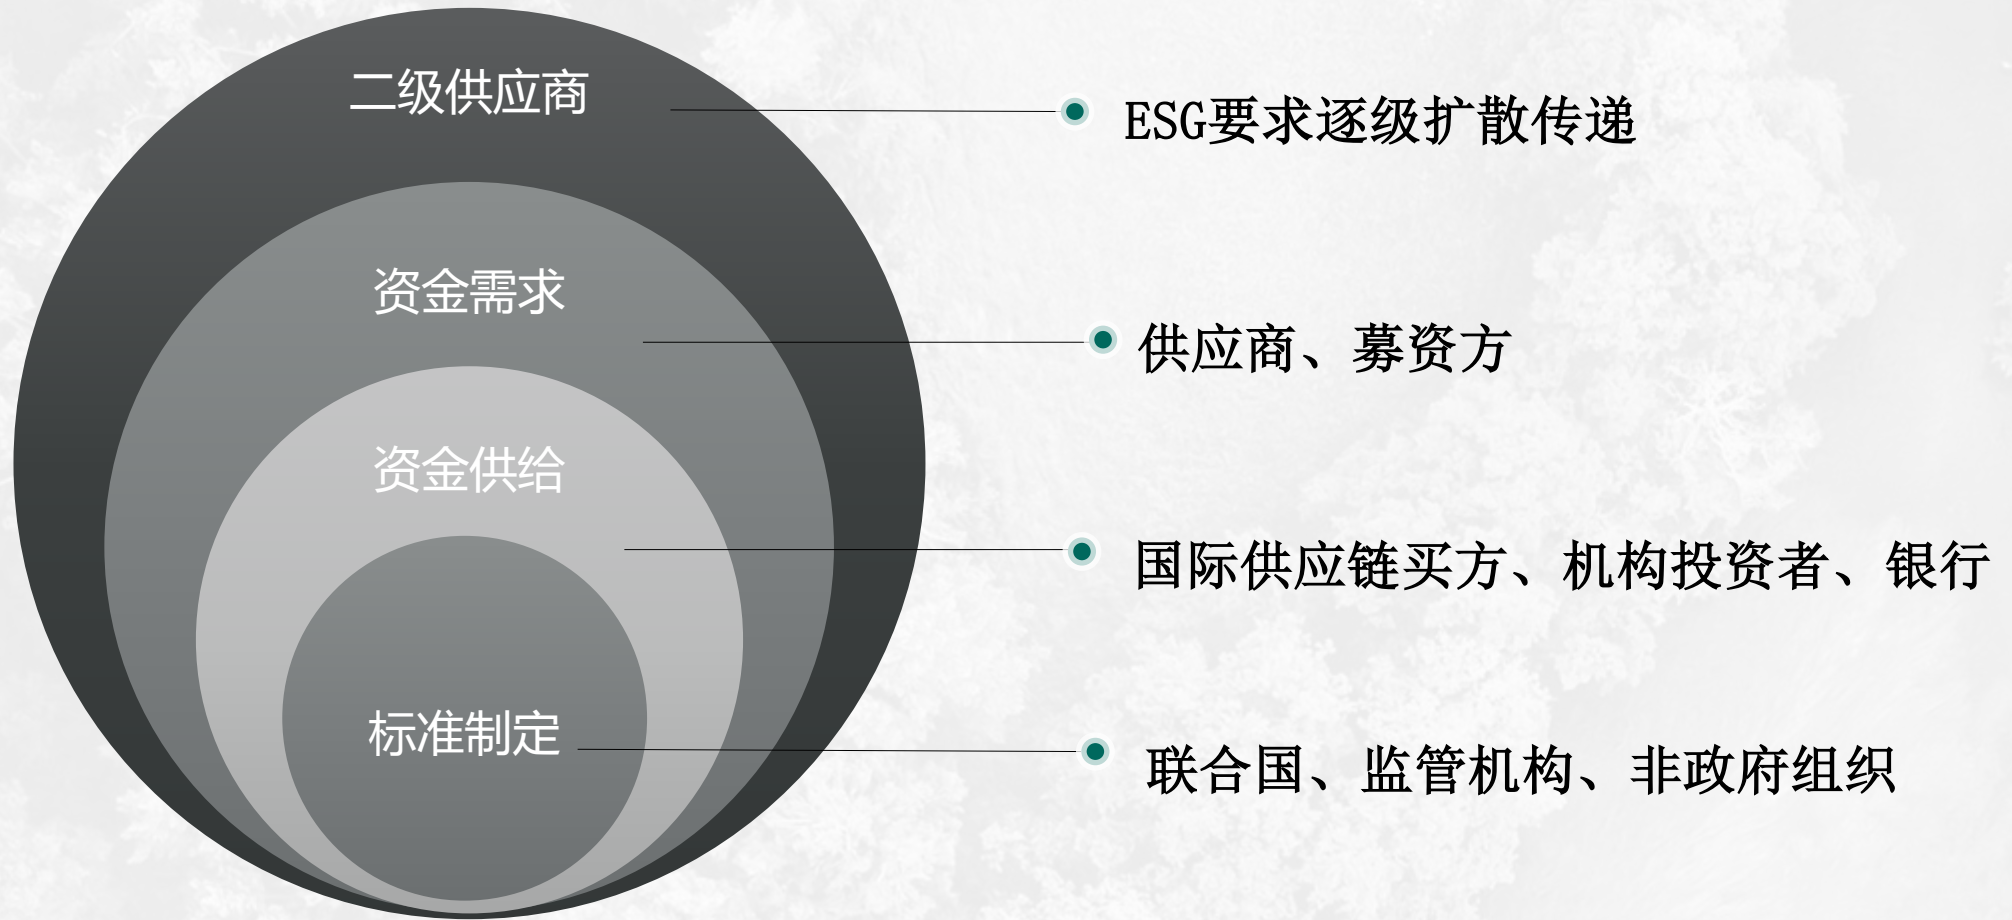 二级供应商
ESG要求逐级扩散传递
资金需求
供应商、募资方
资金供给
国际供应链买方、机构投资者、银行
标准制定
联合国、监管机构、非政府组织